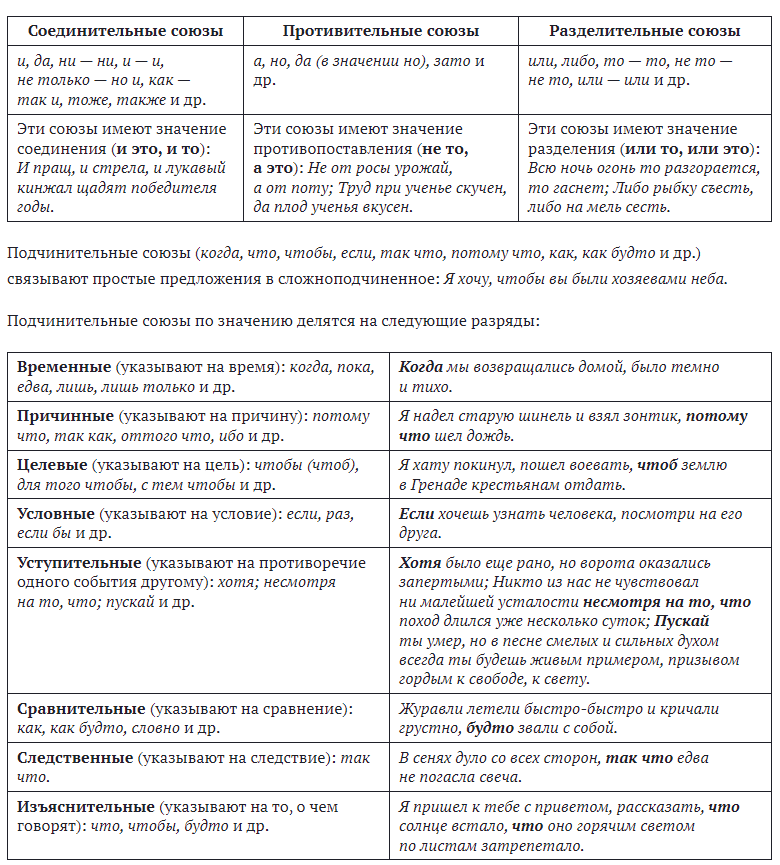 Соединительные союзы
Противительные союзы
Разделительные союзы
и, да, ни — ни, и — и,
не только — но и, как —
так и, тоже, также и др.
а, но, да (в значении но), зато и
др.
или, либо, то — то, не то —
не то, или — или и др.
Эти союзы имеют значение
соединения (и это, и то):
И пращ, и стрела, и лукавый
кинжал щадят победителя
годы.
Эти союзы имеют значение
противопоставления (не то,
а это): Не от росы урожай,
а от поту; Труд при ученье скучен,
да плод ученья вкусен.
Эти союзы имеют значение
разделения (или то, или это):
Всю ночь огонь то разгорается,
то гаснет; Либо рыбку съесть,
либо на мель сесть.
Подчинительные союзы (когда, что, чтобы, если, так что, потому что, как, как будто и др.)
связывают простые предложения в сложноподчиненное: Я хочу, чтобы вы были хозяевами неба.
Подчинительные союзы по значению делятся на следующие разряды:
Временные (указывают на время): когда, пока,
едва, лишь, лишь только и др.
Когда мы возвращались домой, было темно
и тихо.
Причинные (указывают на причину): потому
что, так как, оттого что, ибо и др.
Я надел старую шинель и взял зонтик, потому
что шел дождь.
Целевые (указывают на цель): чтобы (чтоб),
для того чтобы, с тем чтобы и др.
Я хату покинул, пошел воевать, чтоб землю
в Гренаде крестьянам отдать.
Условные (указывают на условие): если, раз,
если бы и др.
Если хочешь узнать человека, посмотри на его
друга.
Уступительные (указывают на противоречие
одного события другому): хотя; несмотря
на то, что; пускай и др.
Хотя было еще рано, но ворота оказались
запертыми; Никто из нас не чувствовал
ни малейшей усталости несмотря на то, что
поход длился уже несколько суток; Пускай
ты умер, но в песне смелых и сильных духом
всегда ты будешь живым примером, призывом
гордым к свободе, к свету.
Сравнительные (указывают на сравнение):
как, как будто, словно и др.
Журавли летели быстро-быстро и кричали
грустно, будто звали с собой.
Следственные (указывают на следствие): так
что.
В сенях дуло со всех сторон, так что едва
не погасла свеча.
Изъяснительные (указывают на то, о чем
говорят): что, чтобы, будто и др.
Я пришел к тебе с приветом, рассказать, что
солнце встало, что оно горячим светом
по листам затрепетало.